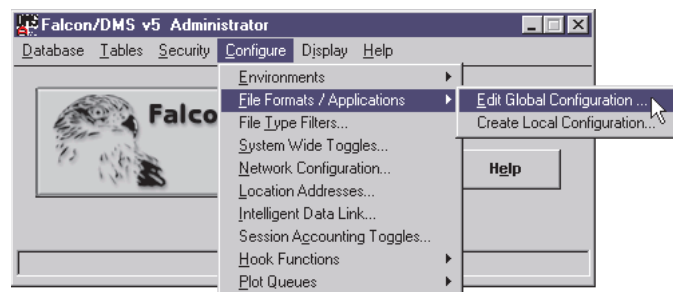 Falcon/DMS v5 Administrator
Database Tables Security Configure Display Help
Environments
File Formats / Applications
Edit Global Configuration ...
Create Local Configuration...
File Type Filters...
System Wide Toggles...
Network Configuration...
Location Addresses...
Intelligent Data Link...
Session Accounting Toggles...
Hook Functions
Plot Queues
Falco
Help